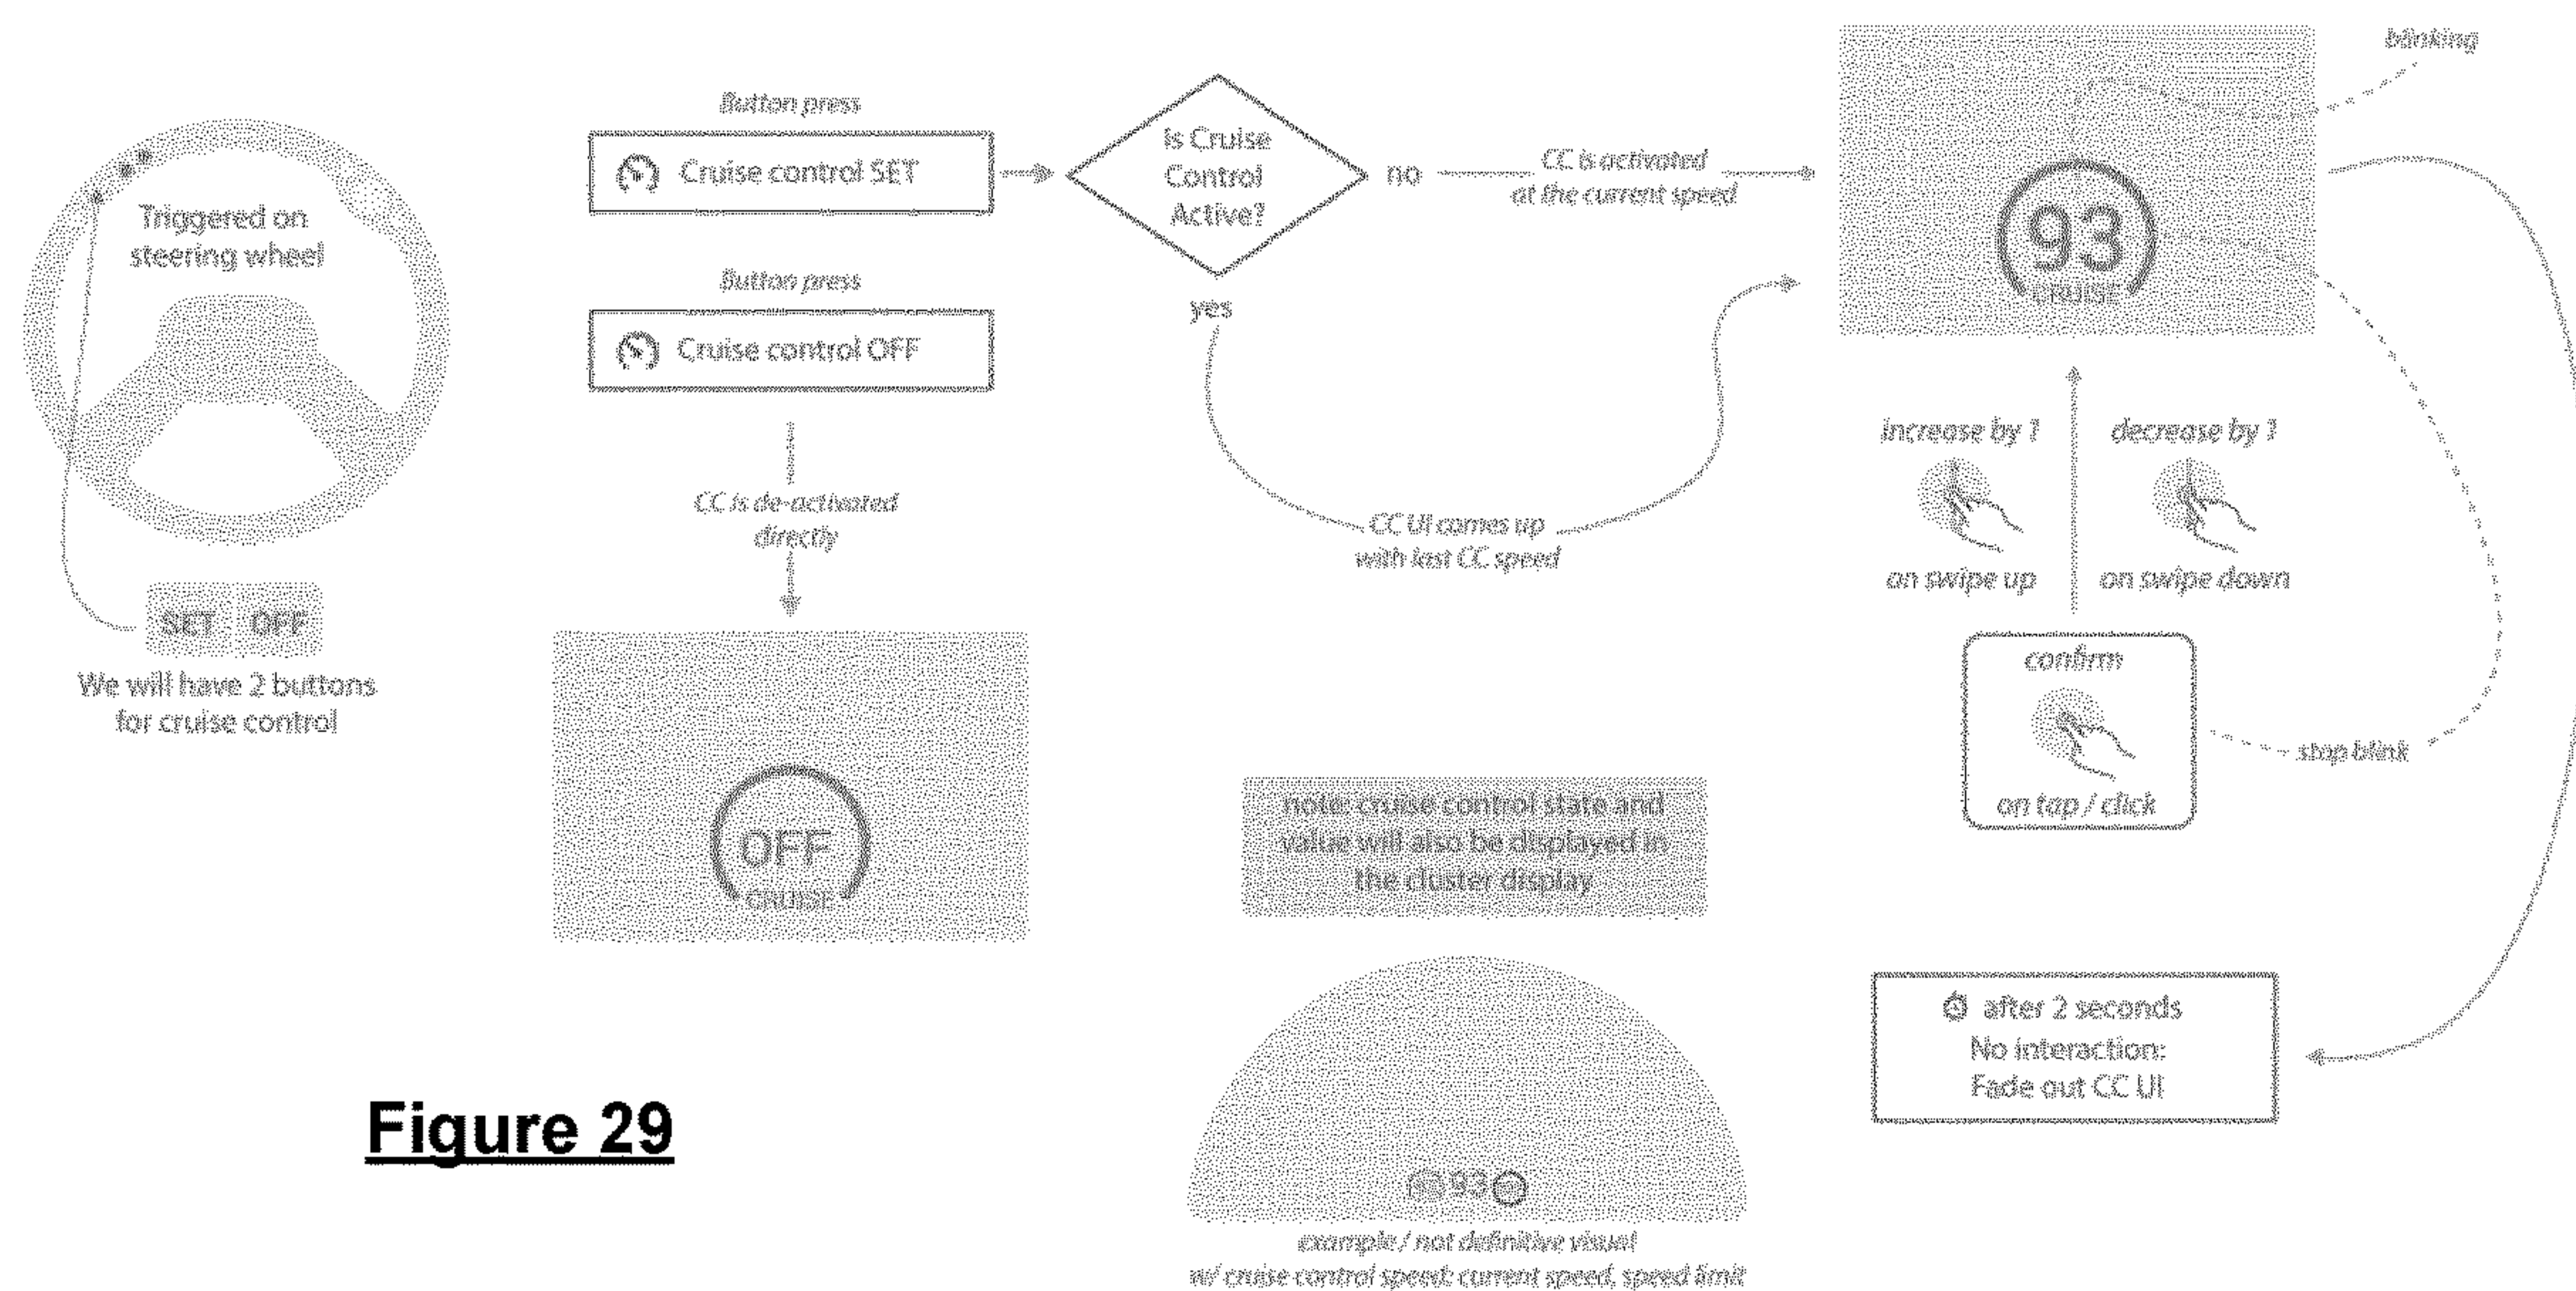 Triggered on
steering wheel
SET OFF
We will have 2 buttons
for cruise control
Button press
Cruise control SET
Button press
Cruise control OFF
CC is de-activated
directly
OFF
CRUISE
Is Cruise
Control
Active?
no
yes
CC is activated
at the current speed
CC UI comes up
with last CC speed
blinking
93
CRUISE
increase by 1
on swipe up
decrease by 1
on swipe down
confirm
on tap / click
stop blink
after 2 seconds
No interaction:
Fade out CC UI
note: cruise control state and
value will also be displayed in
the cluster display
93
example / not definitive visual
w/ cruise control speed: current speed, speed limit
Figure 29